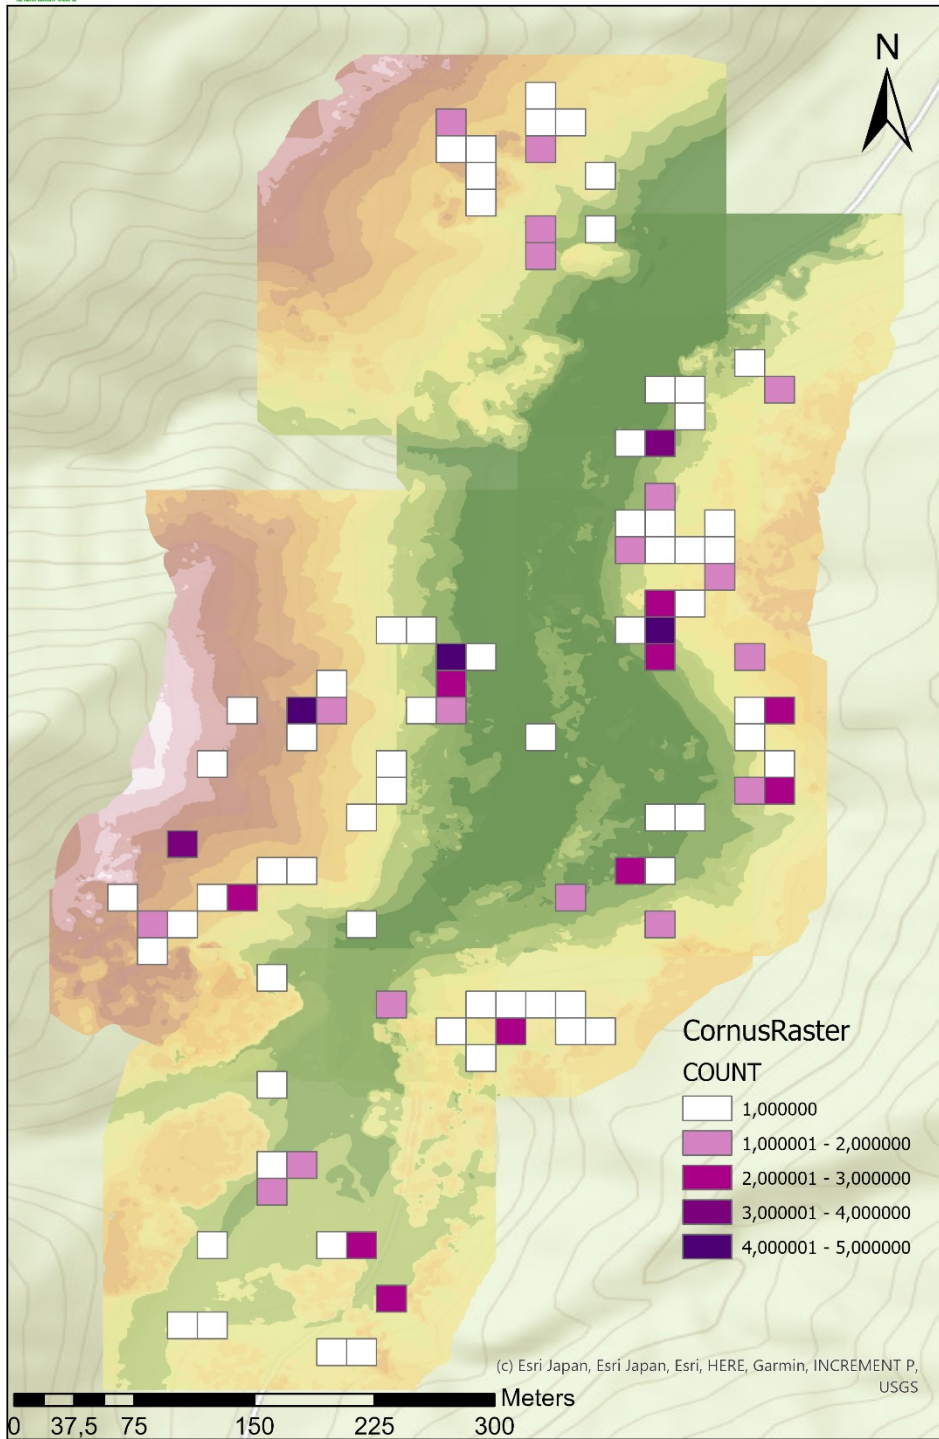 N
CornusRaster
COUNT
1,000000
1,000001 - 2,000000
2,000001 - 3,000000
3,000001 - 4,000000
4,000001 - 5,000000
(c) Esri Japan, Esri Japan, Esri, HERE, Garmin, INCREMENT P,
USGS
Meters
0 37,5 75 150 225 300